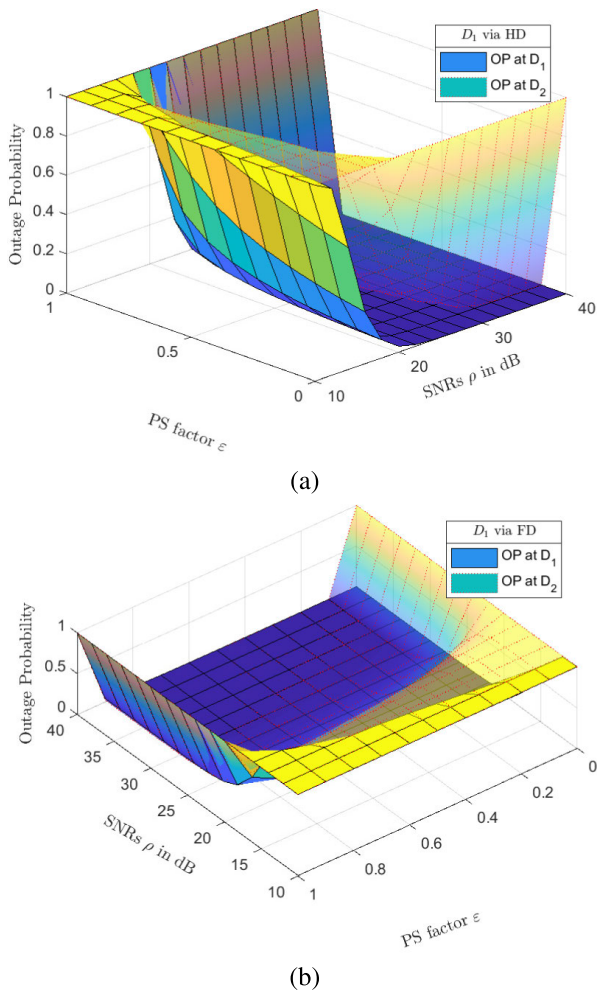 $D_1$ via HD
OP at D₁
OP at D₂
Outage Probability
1
0.8
0.6
0.4
0.2
0
1
0.5
0
PS factor ε
10
20
30
40
SNRs ρ in dB
(a)
$D_1$ via FD
OP at D₁
OP at D₂
Outage Probability
1
0.5
0
40
35
30
25
20
15
10
SNRs ρ in dB
1
0.8
0.6
0.4
0.2
0
PS factor ε
(b)